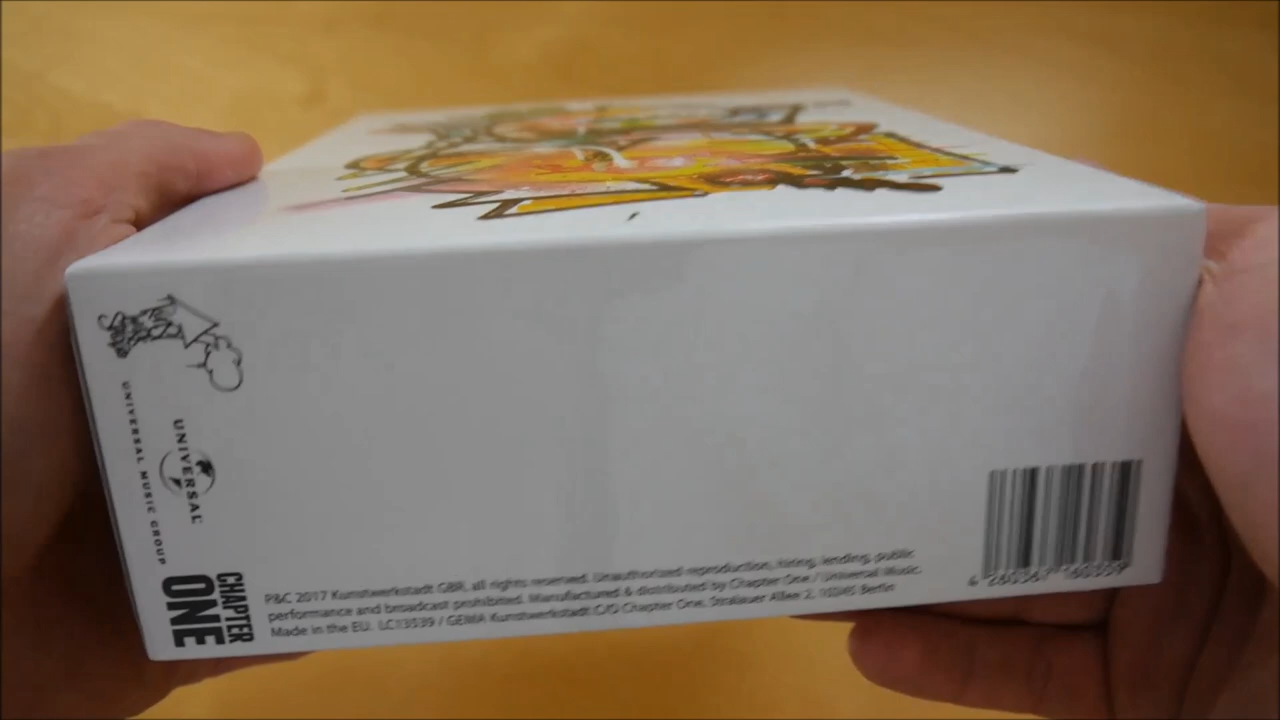 UNIVERSAL
UNIVERSAL MUSIC GROUP
CHAPTER
ONE
P&C 2017 Kunstwerkstadt GBR, all rights reserved. Unauthorized reproduction, hiring, lending, public
performance and broadcast prohibited. Manufactured & distributed by Chapter One / Universal Music.
Made in the EU. LC13539 / GEMA Kunstwerkstadt C/O Chapter One, Stralauer Allee 2, 10245 Berlin